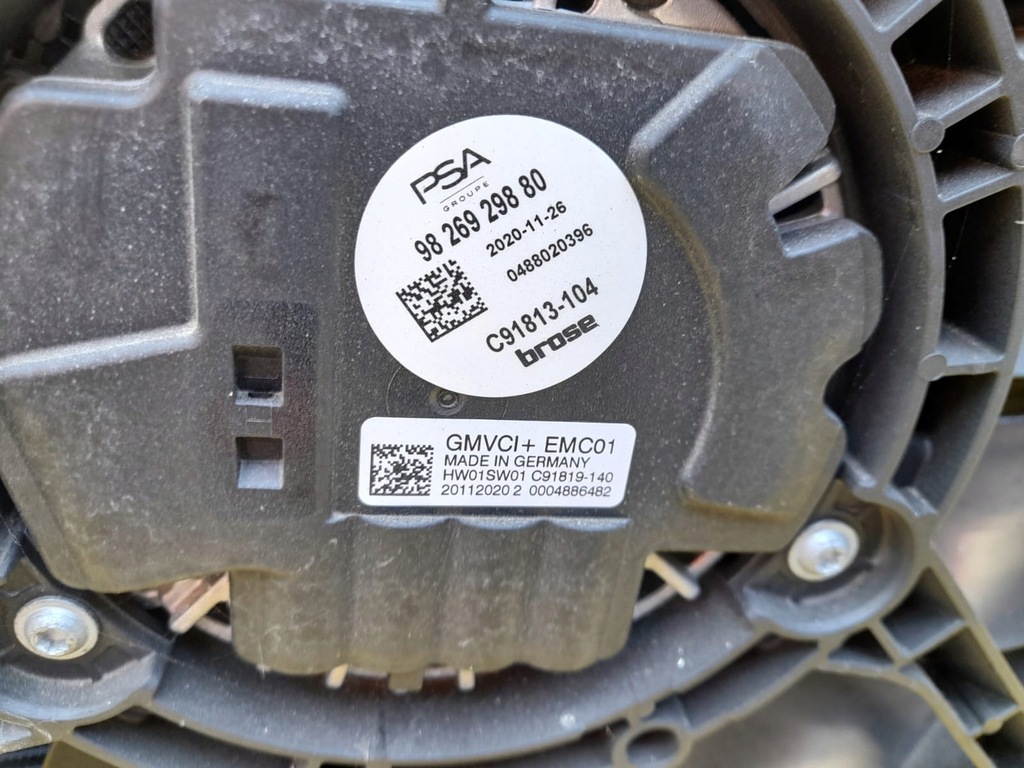 PSA
GROUPE
98 269 298 80
2020-11-26
0488020396
C91813-104
brose
GMVCI+ EMC01
MADE IN GERMANY
HW01SW01 C91819-140
20112020 2 0004886482